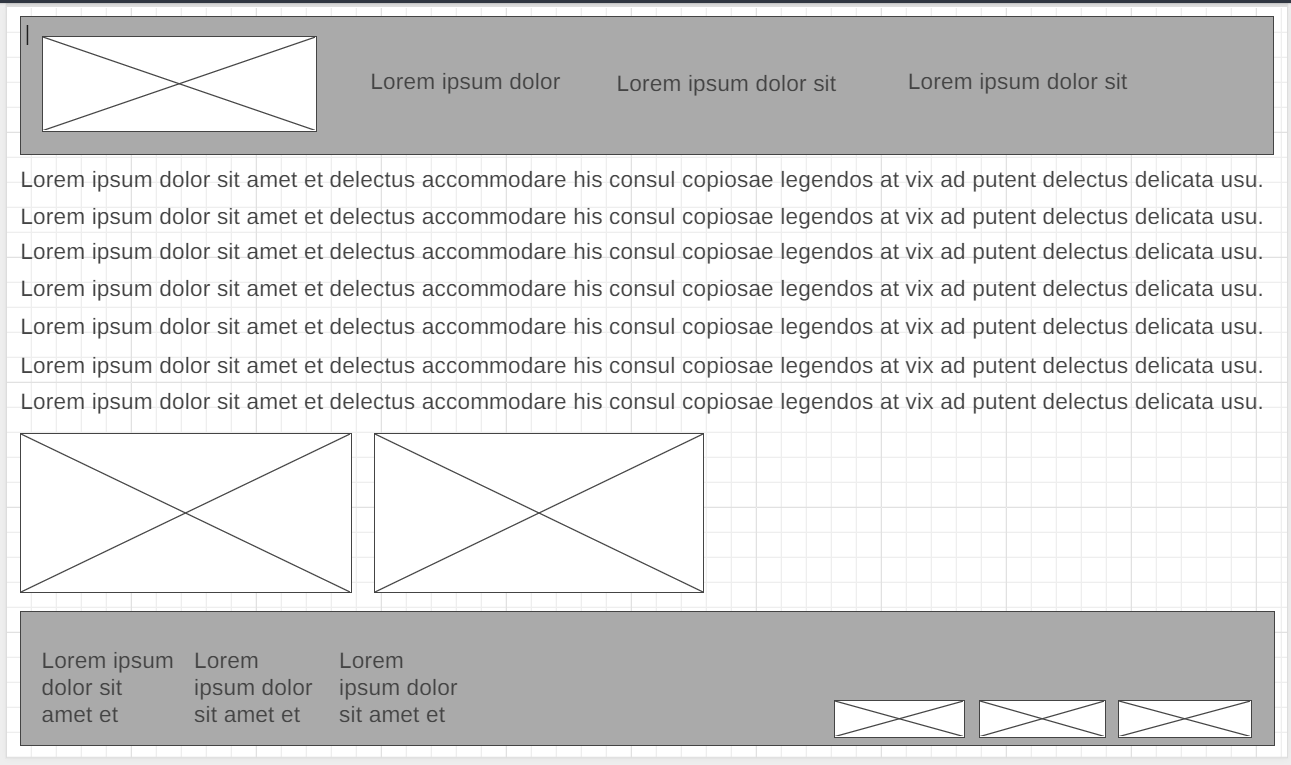 Lorem ipsum dolor
Lorem ipsum dolor sit
Lorem ipsum dolor sit
Lorem ipsum dolor sit amet et delectus accommodare his consul copiosae legendos at vix ad putent delectus delicata usu.
Lorem ipsum dolor sit amet et delectus accommodare his consul copiosae legendos at vix ad putent delectus delicata usu.
Lorem ipsum dolor sit amet et delectus accommodare his consul copiosae legendos at vix ad putent delectus delicata usu.
Lorem ipsum dolor sit amet et delectus accommodare his consul copiosae legendos at vix ad putent delectus delicata usu.
Lorem ipsum dolor sit amet et delectus accommodare his consul copiosae legendos at vix ad putent delectus delicata usu.
Lorem ipsum dolor sit amet et delectus accommodare his consul copiosae legendos at vix ad putent delectus delicata usu.
Lorem ipsum dolor sit amet et delectus accommodare his consul copiosae legendos at vix ad putent delectus delicata usu.
Lorem ipsum
dolor sit
amet et
Lorem
ipsum dolor
sit amet et
Lorem
ipsum dolor
sit amet et